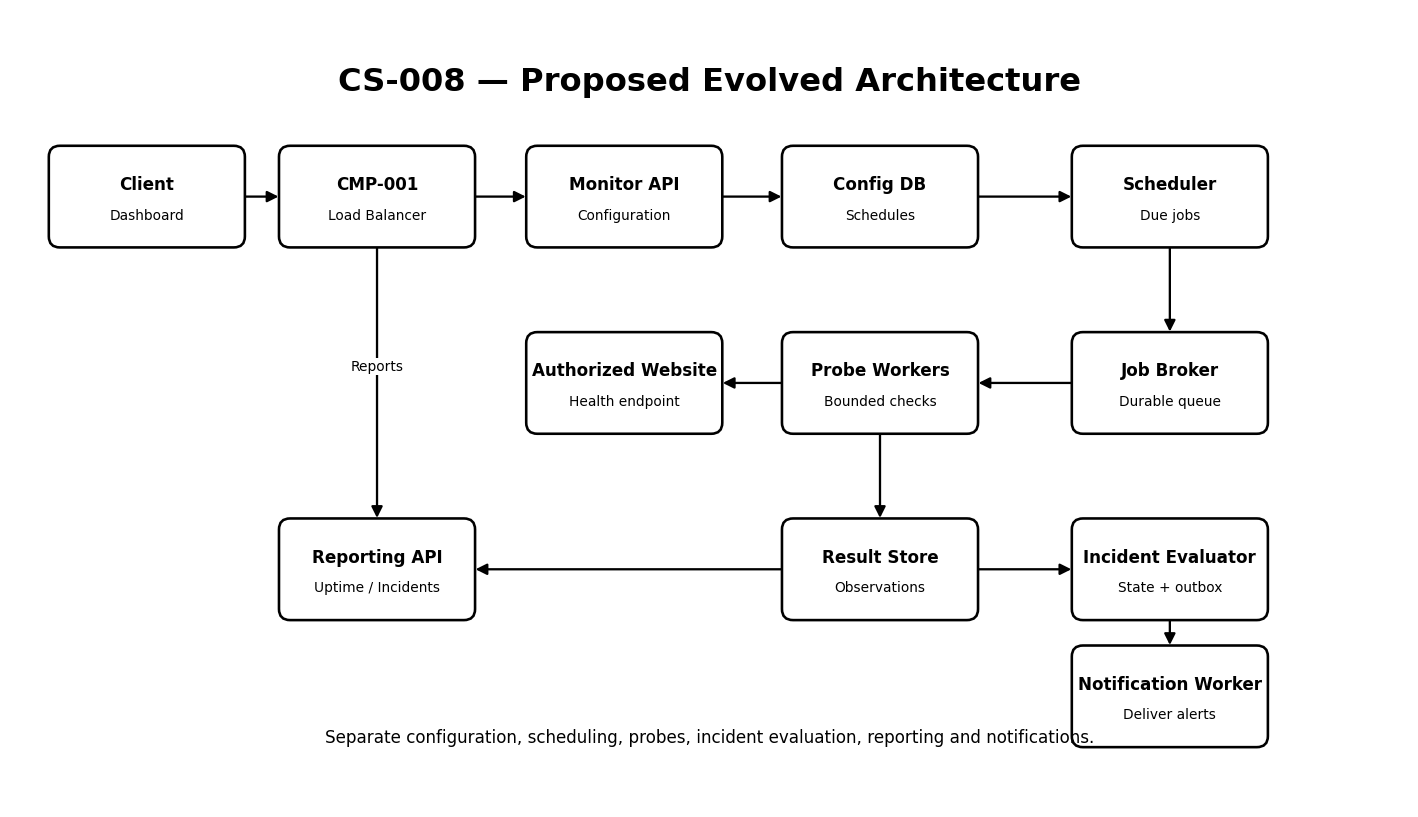 CS-008 — Proposed Evolved Architecture
Client
Dashboard
CMP-001
Load Balancer
Monitor API
Configuration
Config DB
Schedules
Scheduler
Due jobs
Reports
Authorized Website
Health endpoint
Probe Workers
Bounded checks
Job Broker
Durable queue
Reporting API
Uptime / Incidents
Result Store
Observations
Incident Evaluator
State + outbox
Notification Worker
Deliver alerts
Separate configuration, scheduling, probes, incident evaluation, reporting and notifications.